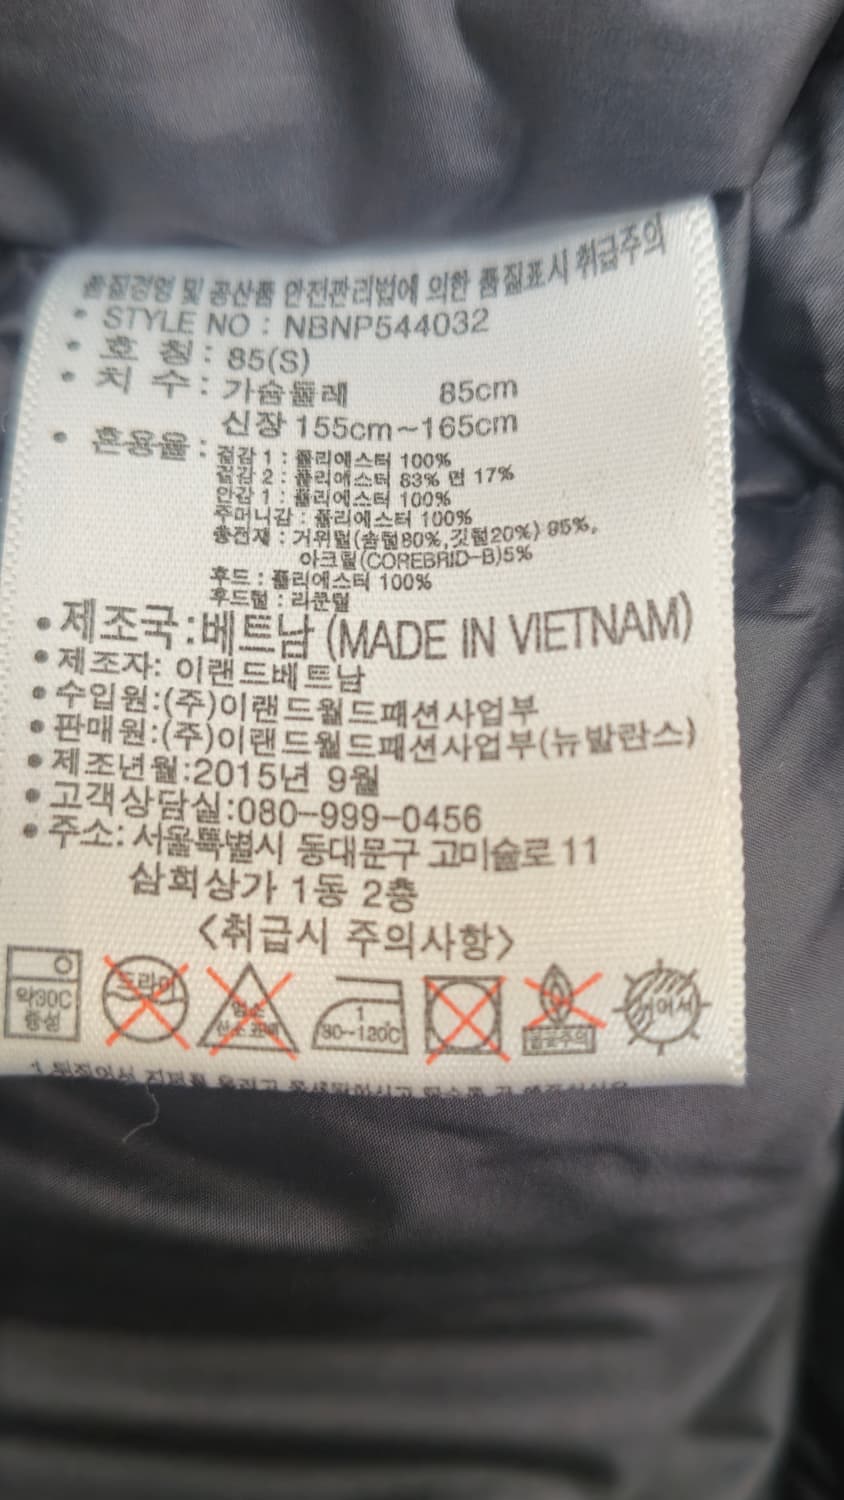 품질경영 및 공산품 안전관리법에 의한 품질표시 취급주의
• STYLE NO : NBNP544032
• 호 칭 : 85(S)
• 치 수 : 가슴둘레 85cm
신장 155cm~165cm
• 혼용율 : 겉감 1 : 폴리에스터 100%
겉감 2 : 폴리에스터 83% 면 17%
안감 1 : 폴리에스터 100%
주머니감 : 폴리에스터 100%
충전재 : 거위털(솜털80%,깃털20%) 95%,
아크릴(COREBRID-B)5%
후드 : 폴리에스터 100%
후드털 : 라쿤털
• 제조국:베트남 (MADE IN VIETNAM)
• 제조자: 이랜드베트남
• 수입원:(주)이랜드월드패션사업부
• 판매원:(주)이랜드월드패션사업부(뉴발란스)
• 제조년월:2015년 9월
• 고객상담실:080-999-0456
• 주소: 서울특별시 동대문구 고미술로 11
삼희상가 1동 2층
<취급시 주의사항>
약30℃ 중성 드라이 염소 산소표백 1 80~120℃ 뉘어서